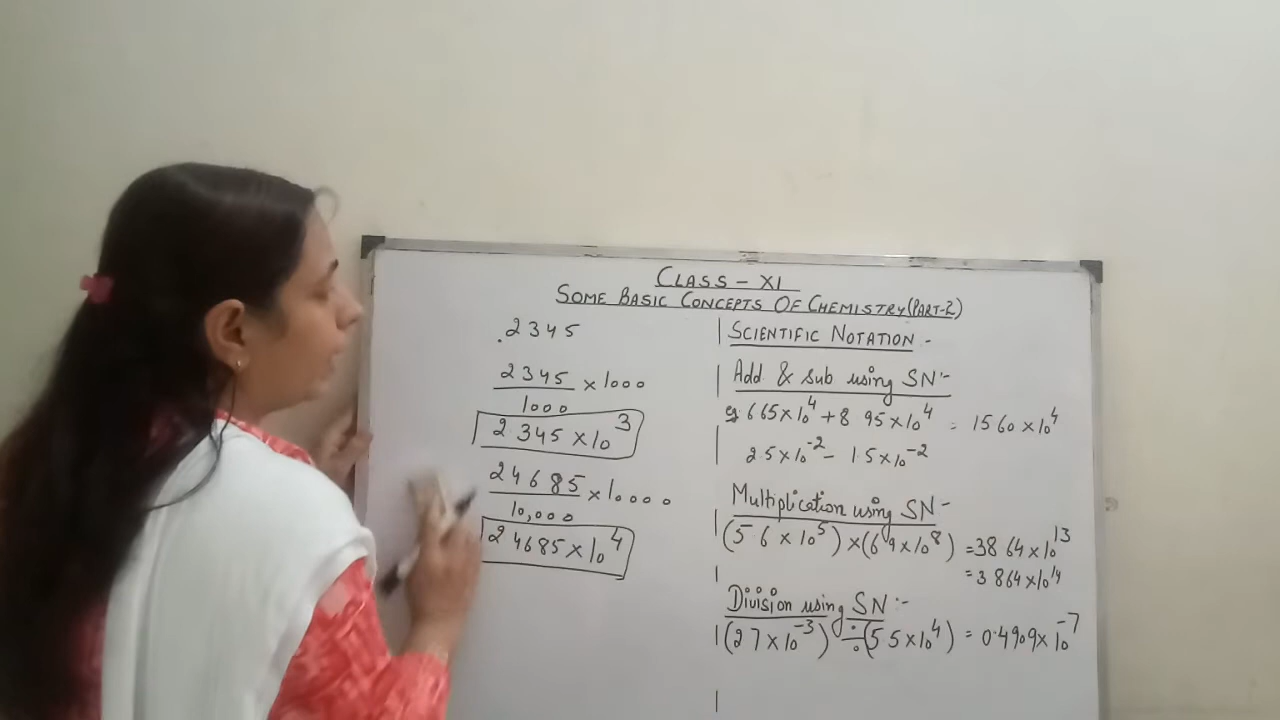 CLASS - XI
SOME BASIC CONCEPTS OF CHEMISTRY (PART-2)
.2345
2345 × 1000
1000
2 345 × 10³
24685 × 10000
10,000
2 4685 × 10⁴
SCIENTIFIC NOTATION :-
Add & sub using SN :-
eg 6 65 × 10⁴ + 8 95 × 10⁴ = 15 60 × 10⁴
2 5 × 10⁻² - 1 5 × 10⁻²
Multiplication using SN :-
(5 6 × 10⁵) × (6 9 × 10⁸) = 38 64 × 10¹³
= 3 864 × 10¹⁴
Division using SN :-
(2 7 × 10⁻³) ÷ (5 5 × 10⁴) = 0.4909 × 10⁻⁷